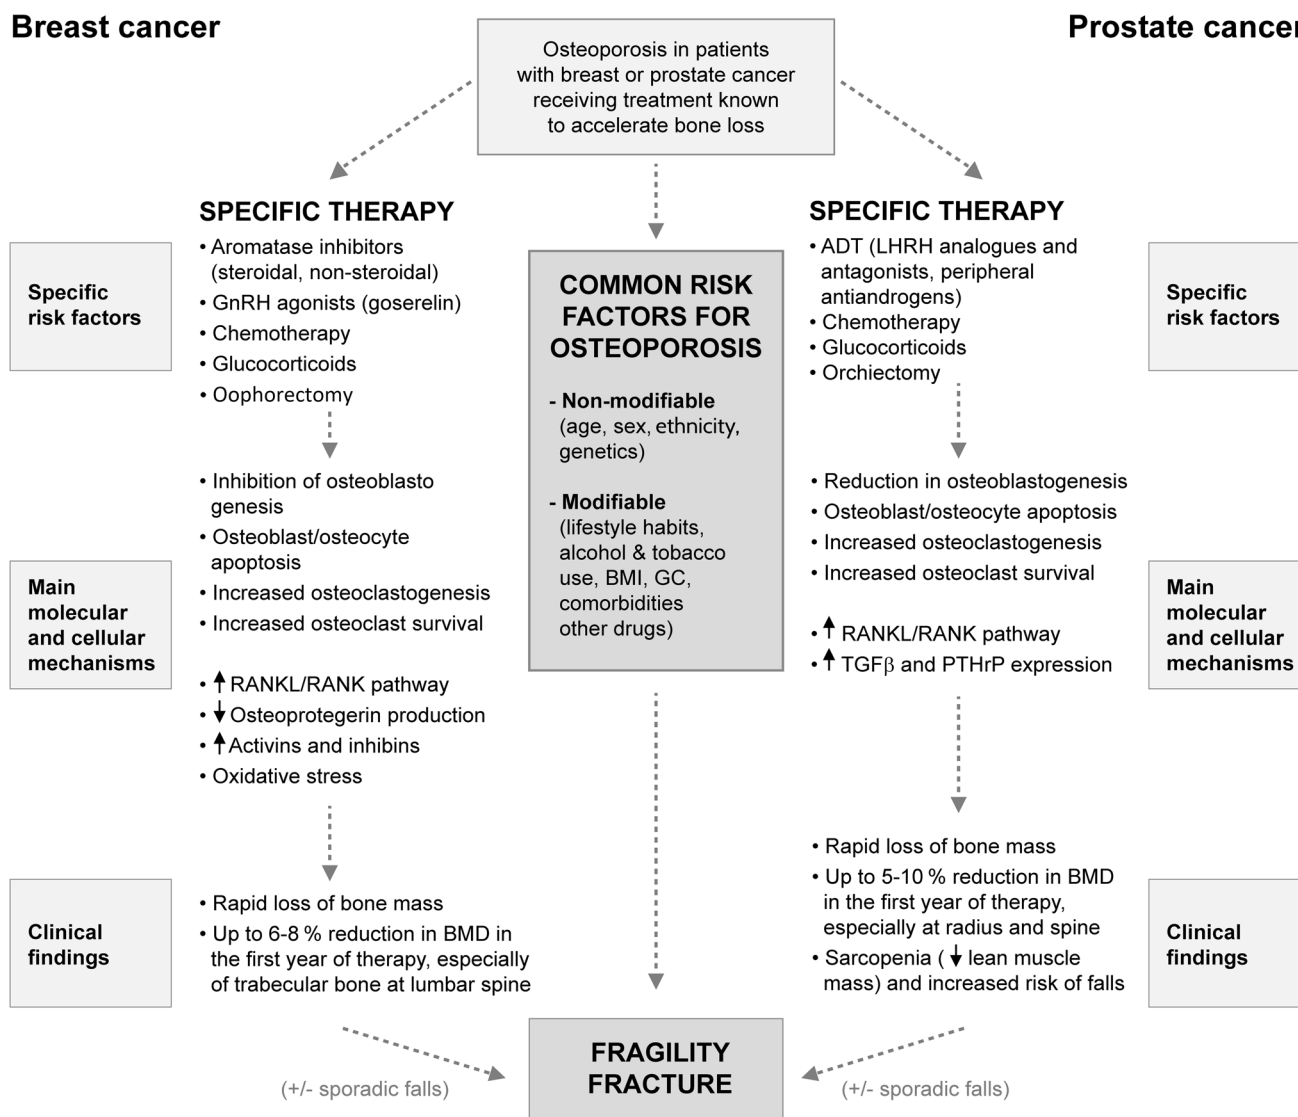 Breast cancer
Prostate cancer
Osteoporosis in patients
with breast or prostate cancer
receiving treatment known
to accelerate bone loss
SPECIFIC THERAPY
• Aromatase inhibitors
(steroidal, non-steroidal)
• GnRH agonists (goserelin)
• Chemotherapy
• Glucocorticoids
• Oophorectomy
Specific
risk factors
COMMON RISK
FACTORS FOR
OSTEOPOROSIS
- Non-modifiable
(age, sex, ethnicity,
genetics)
- Modifiable
(lifestyle habits,
alcohol & tobacco
use, BMI, GC,
comorbidities
other drugs)
SPECIFIC THERAPY
• ADT (LHRH analogues and
antagonists, peripheral
antiandrogens)
• Chemotherapy
• Glucocorticoids
• Orchiectomy
Specific
risk factors
Main
molecular
and cellular
mechanisms
• Inhibition of osteoblasto
genesis
• Osteoblast/osteocyte
apoptosis
• Increased osteoclastogenesis
• Increased osteoclast survival
• ↑ RANKL/RANK pathway
• ↓ Osteoprotegerin production
• ↑ Activins and inhibins
• Oxidative stress
• Reduction in osteoblastogenesis
• Osteoblast/osteocyte apoptosis
• Increased osteoclastogenesis
• Increased osteoclast survival
• ↑ RANKL/RANK pathway
• ↑ TGFβ and PTHrP expression
Main
molecular
and cellular
mechanisms
Clinical
findings
• Rapid loss of bone mass
• Up to 6-8 % reduction in BMD in
the first year of therapy, especially
of trabecular bone at lumbar spine
• Rapid loss of bone mass
• Up to 5-10 % reduction in BMD
in the first year of therapy,
especially at radius and spine
• Sarcopenia ( ↓ lean muscle
mass) and increased risk of falls
Clinical
findings
(+/- sporadic falls)
FRAGILITY
FRACTURE
(+/- sporadic falls)